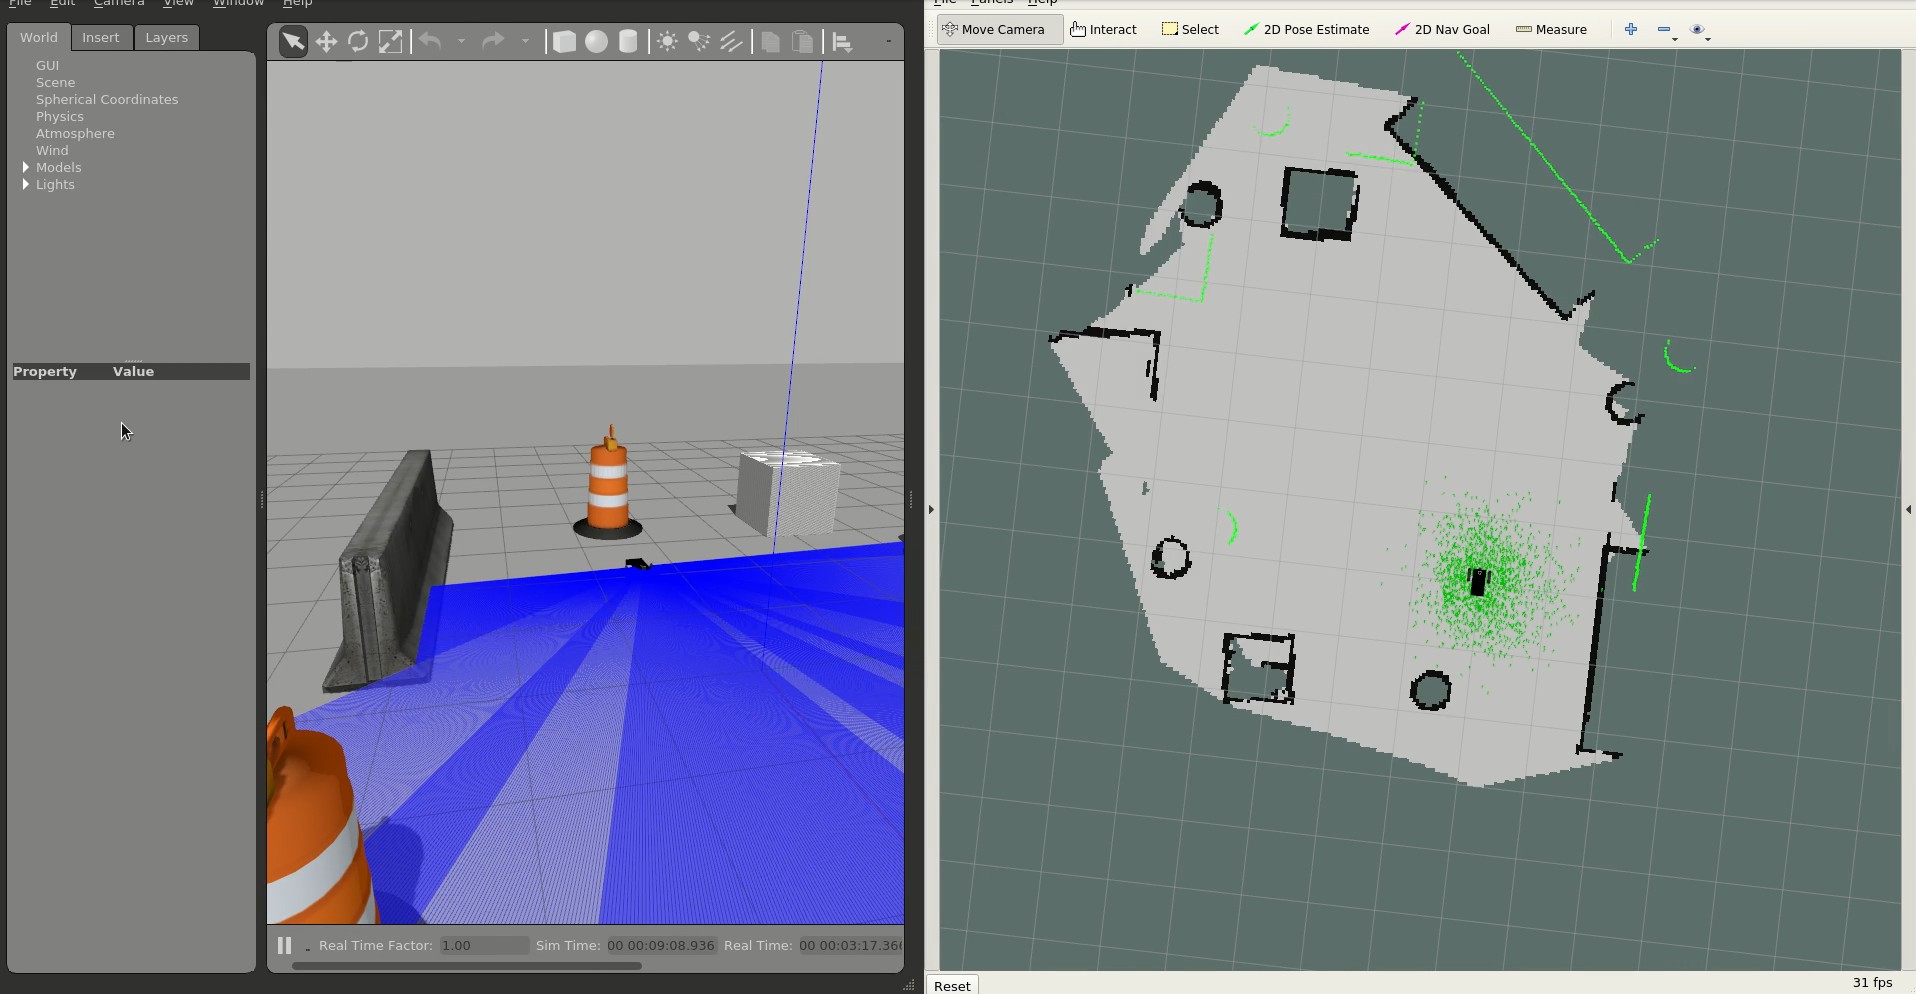 File Edit Camera View Window Help
World Insert Layers
GUI
Scene
Spherical Coordinates
Physics
Atmosphere
Wind
Models
Lights
Property Value
Real Time Factor: 1.00 Sim Time: 00 00:09:08.936 Real Time: 00 00:03:17.366
File Panels Help
Move Camera Interact Select 2D Pose Estimate 2D Nav Goal Measure
Reset 31 fps